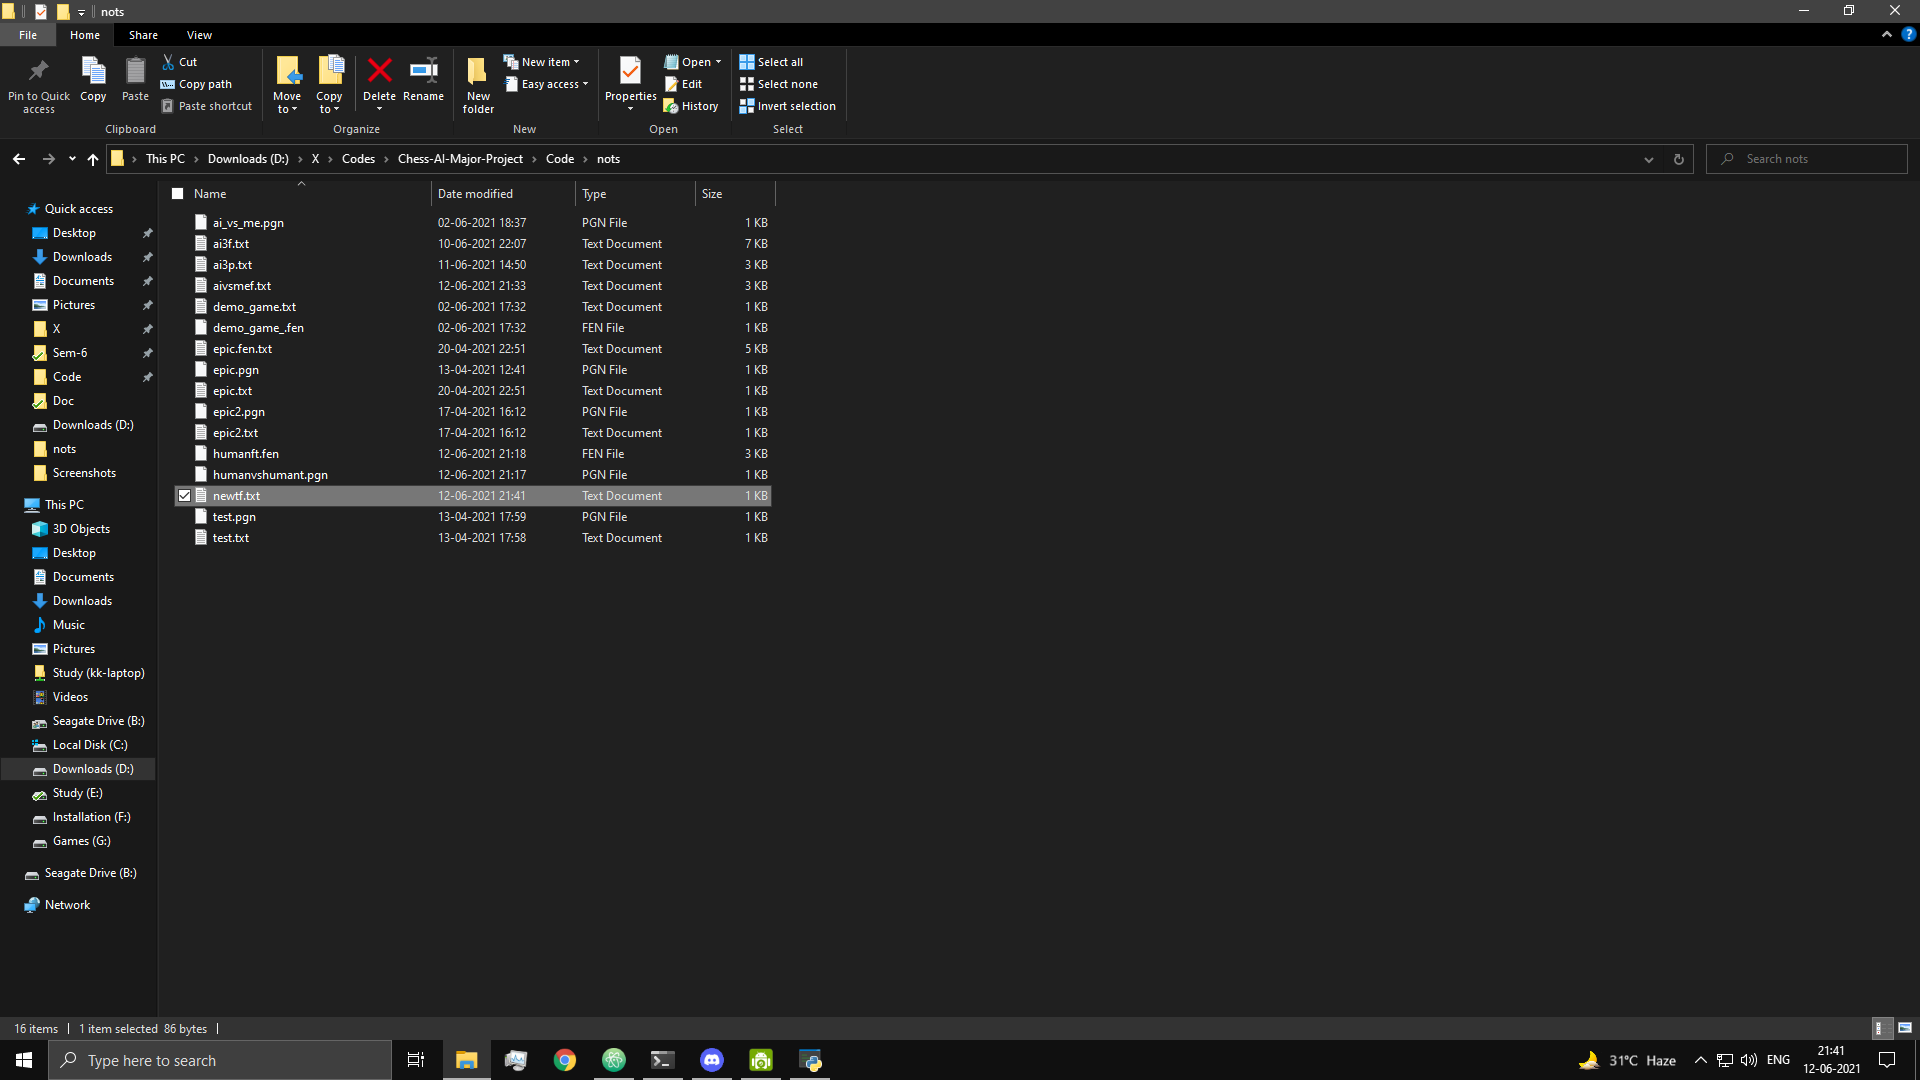 nots
File Home Share View
Pin to Quick access
Copy
Paste
Cut
Copy path
Paste shortcut
Clipboard
Move to
Copy to
Delete
Rename
Organize
New folder
New item
Easy access
New
Properties
Open
Edit
History
Open
Select all
Select none
Invert selection
Select
This PC › Downloads (D:) › X › Codes › Chess-AI-Major-Project › Code › nots
Search nots
Quick access
Desktop
Downloads
Documents
Pictures
X
Sem-6
Code
Doc
Downloads (D:)
nots
Screenshots
This PC
3D Objects
Desktop
Documents
Downloads
Music
Pictures
Study (kk-laptop)
Videos
Seagate Drive (B:)
Local Disk (C:)
Downloads (D:)
Study (E:)
Installation (F:)
Games (G:)
Seagate Drive (B:)
Network
Name Date modified Type Size
ai_vs_me.pgn 02-06-2021 18:37 PGN File 1 KB
ai3f.txt 10-06-2021 22:07 Text Document 7 KB
ai3p.txt 11-06-2021 14:50 Text Document 3 KB
aivsmef.txt 12-06-2021 21:33 Text Document 3 KB
demo_game.txt 02-06-2021 17:32 Text Document 1 KB
demo_game_.fen 02-06-2021 17:32 FEN File 1 KB
epic.fen.txt 20-04-2021 22:51 Text Document 5 KB
epic.pgn 13-04-2021 12:41 PGN File 1 KB
epic.txt 20-04-2021 22:51 Text Document 1 KB
epic2.pgn 17-04-2021 16:12 PGN File 1 KB
epic2.txt 17-04-2021 16:12 Text Document 1 KB
humanft.fen 12-06-2021 21:18 FEN File 3 KB
humanvshumant.pgn 12-06-2021 21:17 PGN File 1 KB
newtf.txt 12-06-2021 21:41 Text Document 1 KB
test.pgn 13-04-2021 17:59 PGN File 1 KB
test.txt 13-04-2021 17:58 Text Document 1 KB
16 items 1 item selected 86 bytes
Type here to search
31°C Haze
ENG
21:41
12-06-2021